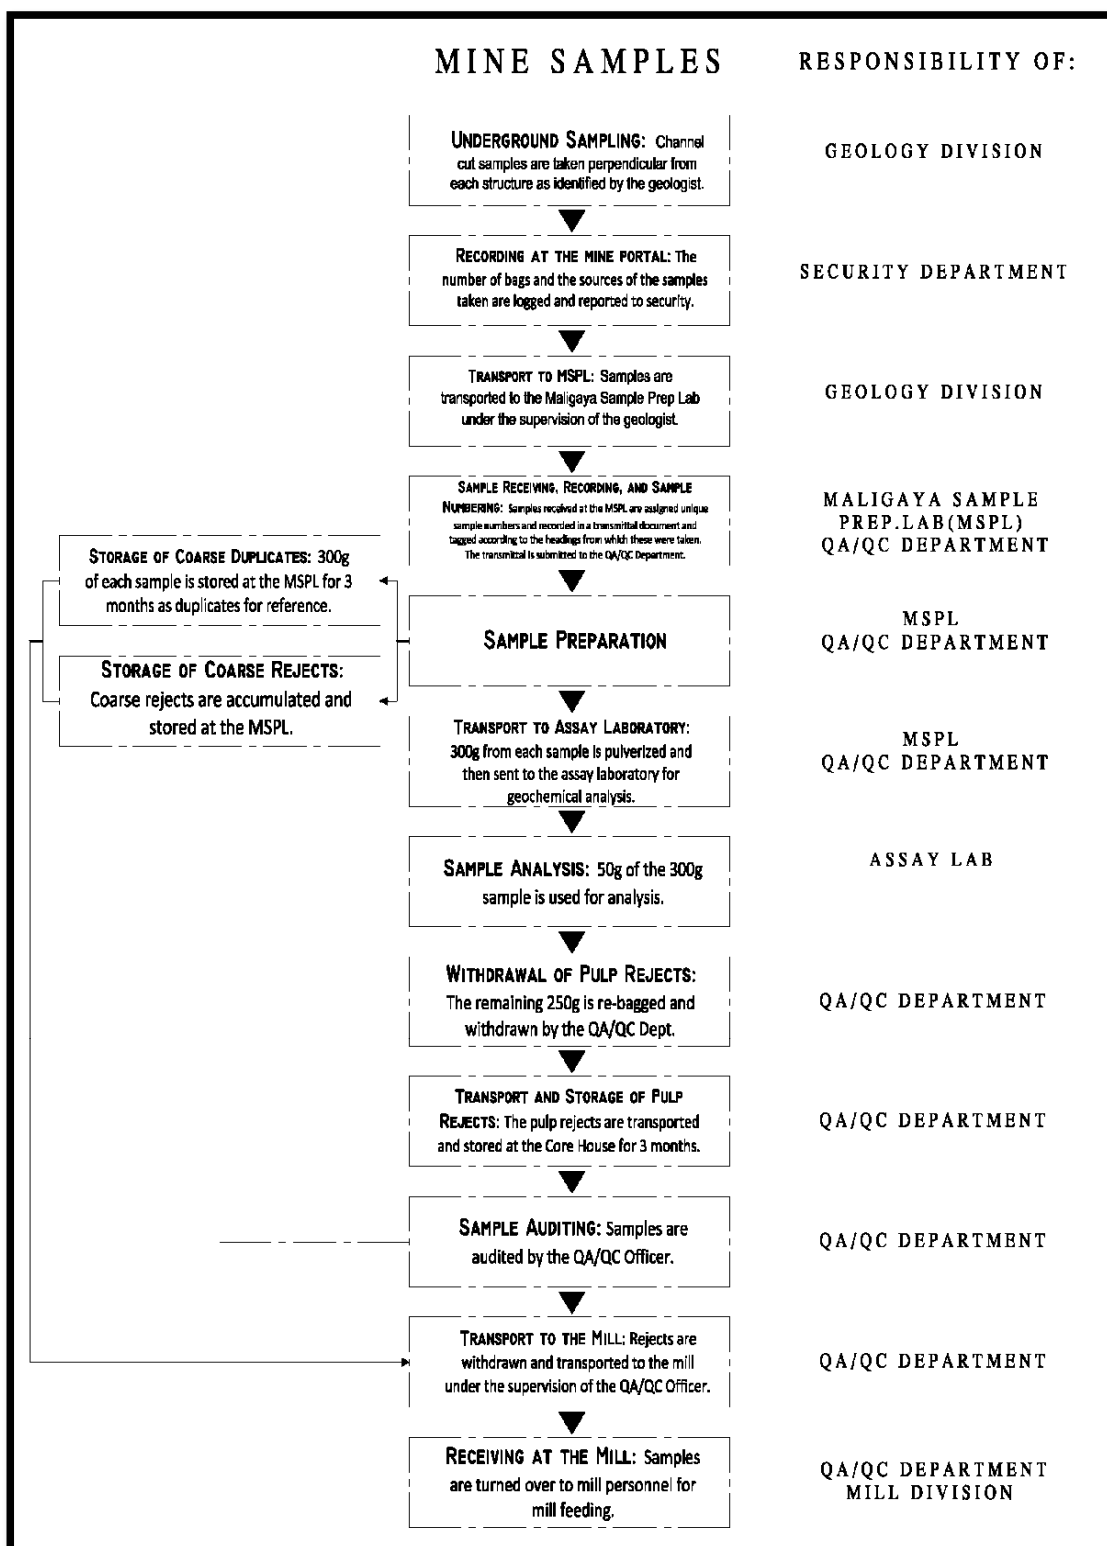 MINE SAMPLES
RESPONSIBILITY OF:
UNDERGROUND SAMPLING: Channel
cut samples are taken perpendicular from
each structure as identified by the geologist.
GEOLOGY DIVISION
RECORDING AT THE MINE PORTAL: The
number of bags and the sources of the samples
taken are logged and reported to security.
SECURITY DEPARTMENT
TRANSPORT TO MSPL: Samples are
transported to the Maligaya Sample Prep Lab
under the supervision of the geologist.
GEOLOGY DIVISION
SAMPLE RECEIVING, RECORDING, AND SAMPLE
NUMBERING: Samples received at the MSPL are assigned unique
sample numbers and recorded in a transmittal document and
tagged according to the headings from which these were taken.
The transmittal is submitted to the QA/QC Department.
MALIGAYA SAMPLE
PREP.LAB(MSPL)
QA/QC DEPARTMENT
STORAGE OF COARSE DUPLICATES: 300g
of each sample is stored at the MSPL for 3
months as duplicates for reference.
SAMPLE PREPARATION
MSPL
QA/QC DEPARTMENT
STORAGE OF COARSE REJECTS:
Coarse rejects are accumulated and
stored at the MSPL.
TRANSPORT TO ASSAY LABORATORY:
300g from each sample is pulverized and
then sent to the assay laboratory for
geochemical analysis.
MSPL
QA/QC DEPARTMENT
SAMPLE ANALYSIS: 50g of the 300g
sample is used for analysis.
ASSAY LAB
WITHDRAWAL OF PULP REJECTS:
The remaining 250g is re-bagged and
withdrawn by the QA/QC Dept.
QA/QC DEPARTMENT
TRANSPORT AND STORAGE OF PULP
REJECTS: The pulp rejects are transported
and stored at the Core House for 3 months.
QA/QC DEPARTMENT
SAMPLE AUDITING: Samples are
audited by the QA/QC Officer.
QA/QC DEPARTMENT
TRANSPORT TO THE MILL: Rejects are
withdrawn and transported to the mill
under the supervision of the QA/QC Officer.
QA/QC DEPARTMENT
RECEIVING AT THE MILL: Samples
are turned over to mill personnel for
mill feeding.
QA/QC DEPARTMENT
MILL DIVISION